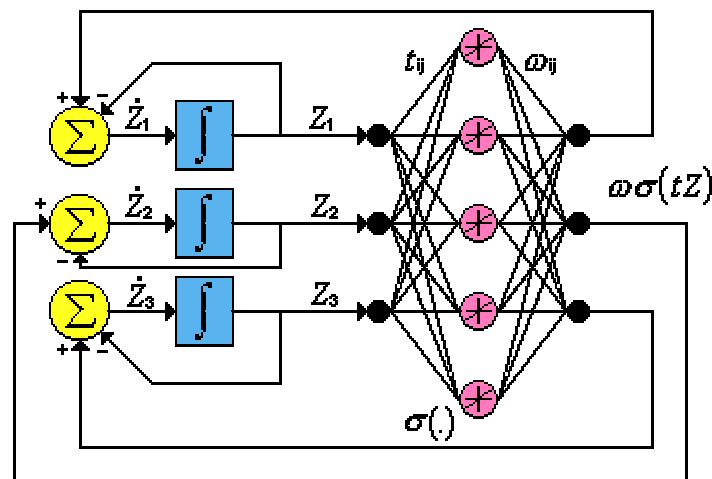 t_ij ω_ij
+ −
Σ Ż₁ ∫ Z₁
ωσ(tZ)
+
Σ Ż₂ ∫ Z₂
−
Σ Ż₃ ∫ Z₃
+ −
σ(.)